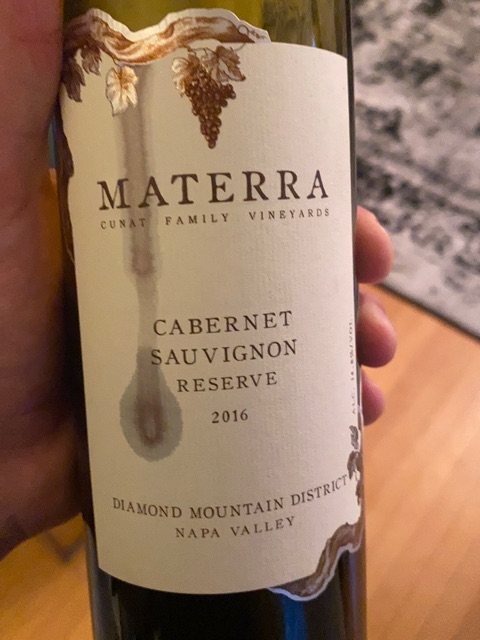 MATERRA
CUNAT FAMILY VINEYARDS
CABERNET
SAUVIGNON
RESERVE
2016
DIAMOND MOUNTAIN DISTRICT
NAPA VALLEY